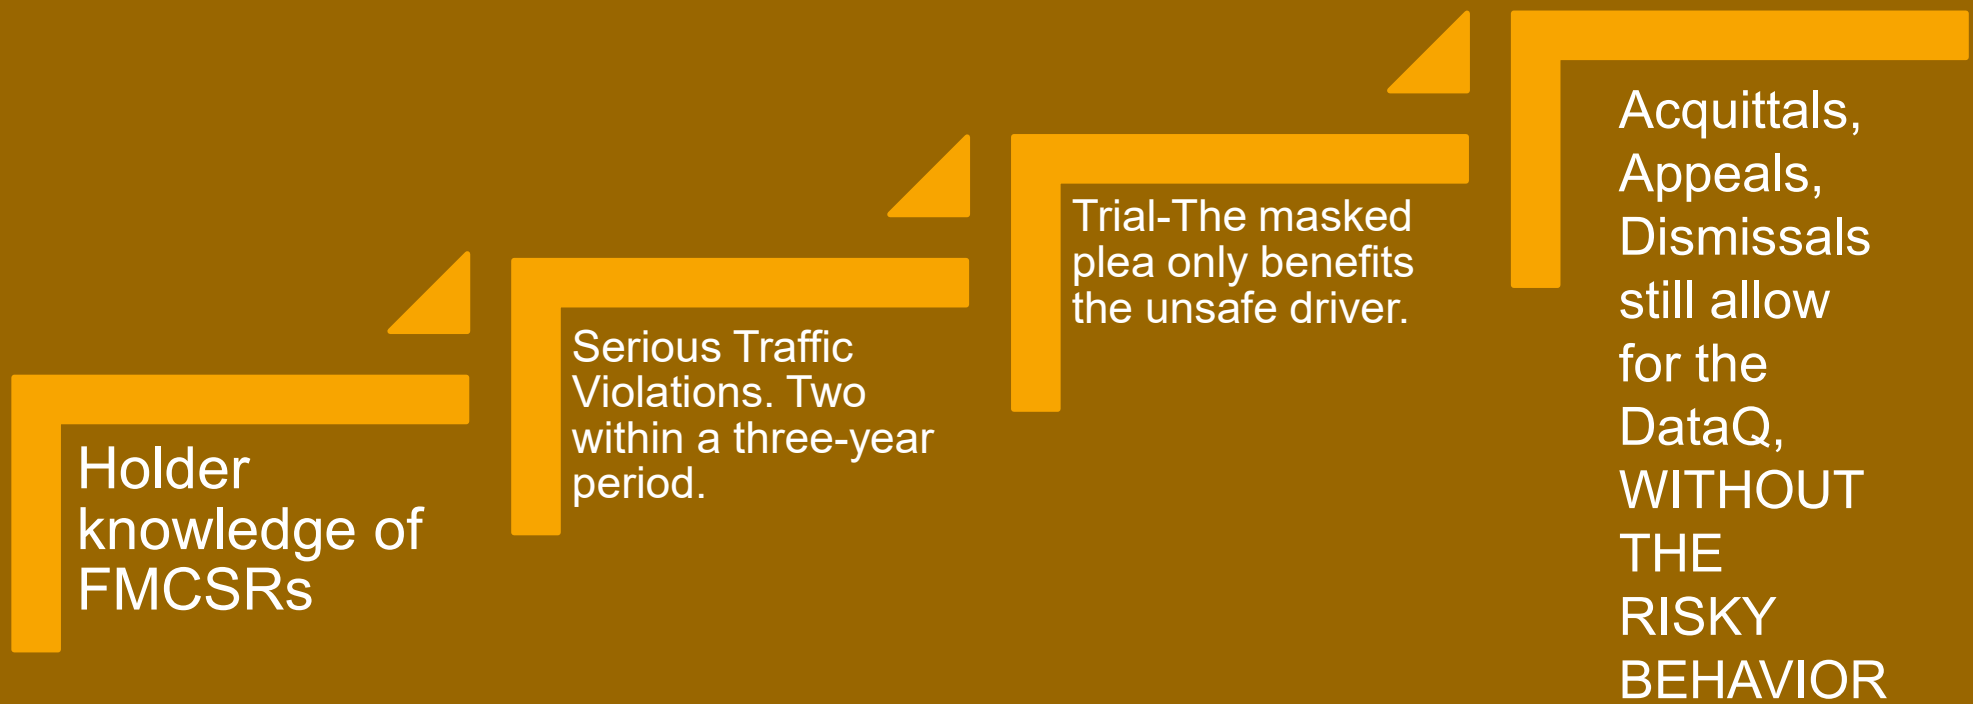 Holder
knowledge of
FMCSRs
Serious Traffic
Violations. Two
within a three-year
period.
Trial-The masked
plea only benefits
the unsafe driver.
Acquittals,
Appeals,
Dismissals
still allow
for the
DataQ,
WITHOUT
THE
RISKY
BEHAVIOR